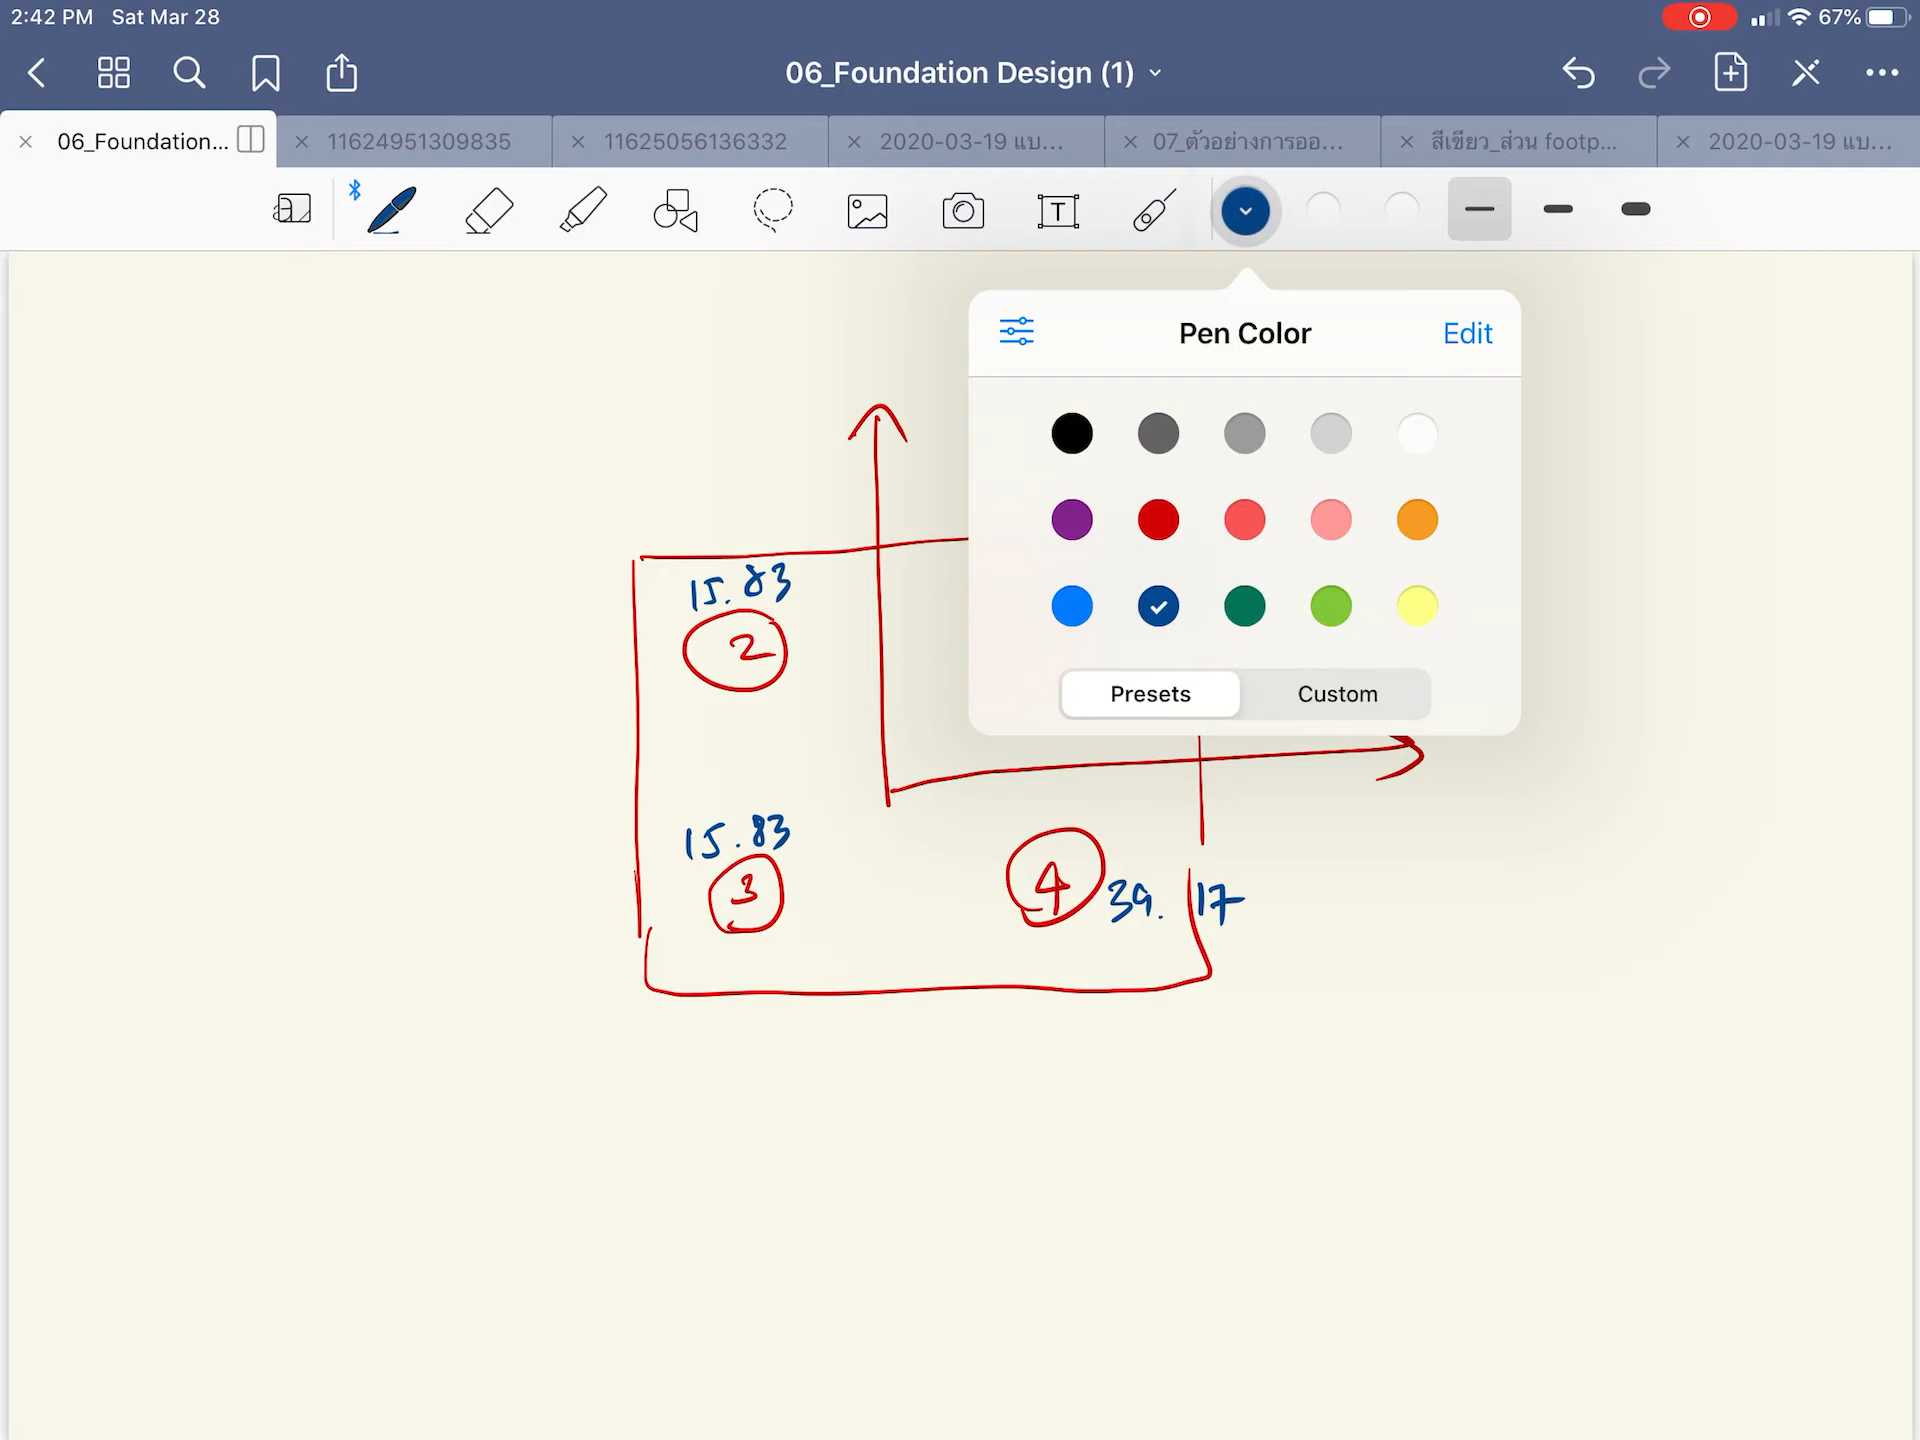 2:42 PM Sat Mar 28
67%
06_Foundation Design (1)
06_Foundation...
11624951309835
11625056136332
2020-03-19 แบ...
07_ตัวอย่างการออ...
สีเขียว_ส่วน footp...
2020-03-19 แบ...
a
T
Pen Color
Edit
Presets
Custom
15.83
2
15.83
3
4
39.17